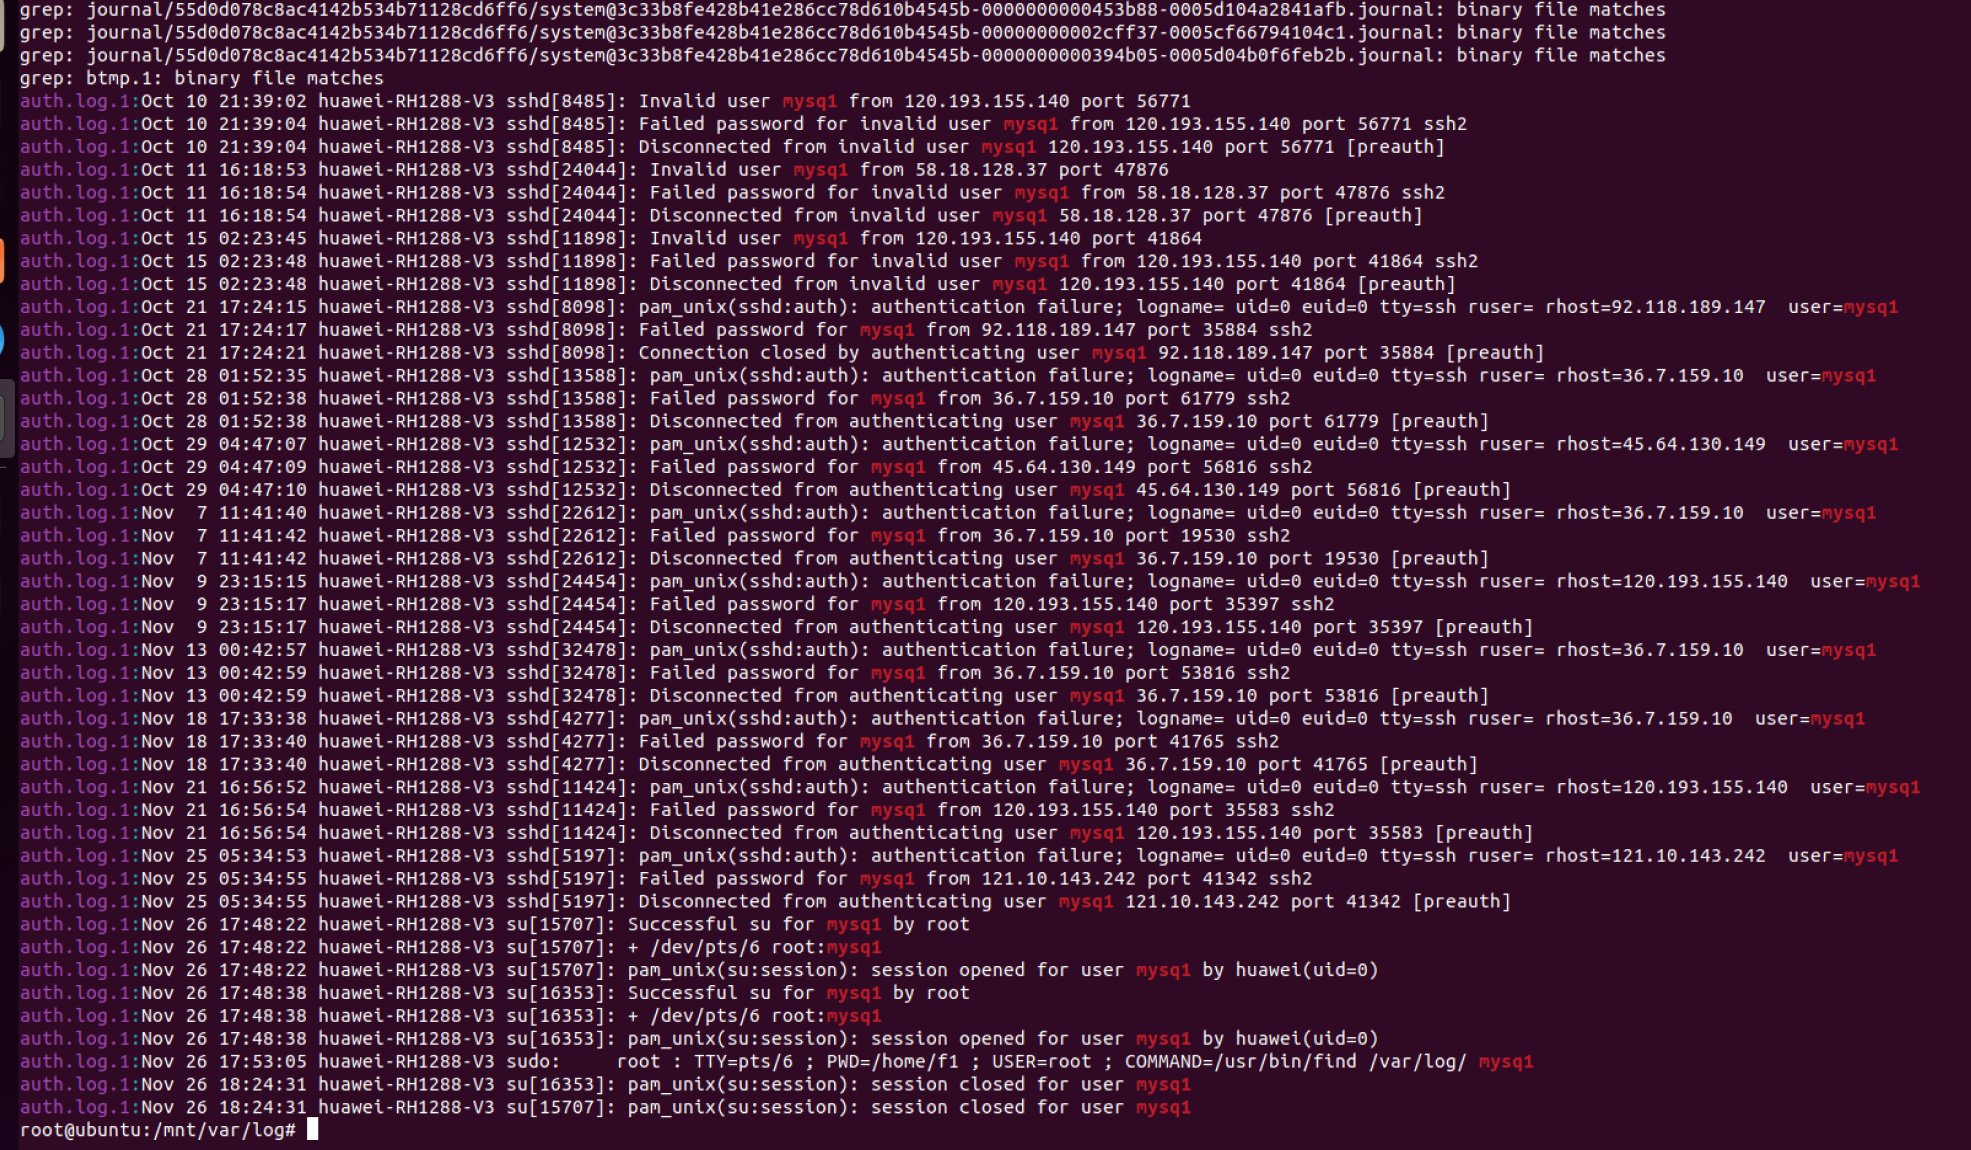 grep: journal/55d0d078c8ac4142b534b71128cd6ff6/system@3c33b8fe428b41e286cc78d610b4545b-0000000000453b88-0005d104a2841afb.journal: binary file matches
grep: journal/55d0d078c8ac4142b534b71128cd6ff6/system@3c33b8fe428b41e286cc78d610b4545b-00000000002cff37-0005cf66794104c1.journal: binary file matches
grep: journal/55d0d078c8ac4142b534b71128cd6ff6/system@3c33b8fe428b41e286cc78d610b4545b-0000000000394b05-0005d04b0f6feb2b.journal: binary file matches
grep: btmp.1: binary file matches
auth.log.1:Oct 10 21:39:02 huawei-RH1288-V3 sshd[8485]: Invalid user mysq1 from 120.193.155.140 port 56771
auth.log.1:Oct 10 21:39:04 huawei-RH1288-V3 sshd[8485]: Failed password for invalid user mysq1 from 120.193.155.140 port 56771 ssh2
auth.log.1:Oct 10 21:39:04 huawei-RH1288-V3 sshd[8485]: Disconnected from invalid user mysq1 120.193.155.140 port 56771 [preauth]
auth.log.1:Oct 11 16:18:53 huawei-RH1288-V3 sshd[24044]: Invalid user mysq1 from 58.18.128.37 port 47876
auth.log.1:Oct 11 16:18:54 huawei-RH1288-V3 sshd[24044]: Failed password for invalid user mysq1 from 58.18.128.37 port 47876 ssh2
auth.log.1:Oct 11 16:18:54 huawei-RH1288-V3 sshd[24044]: Disconnected from invalid user mysq1 58.18.128.37 port 47876 [preauth]
auth.log.1:Oct 15 02:23:45 huawei-RH1288-V3 sshd[11898]: Invalid user mysq1 from 120.193.155.140 port 41864
auth.log.1:Oct 15 02:23:48 huawei-RH1288-V3 sshd[11898]: Failed password for invalid user mysq1 from 120.193.155.140 port 41864 ssh2
auth.log.1:Oct 15 02:23:48 huawei-RH1288-V3 sshd[11898]: Disconnected from invalid user mysq1 120.193.155.140 port 41864 [preauth]
auth.log.1:Oct 21 17:24:15 huawei-RH1288-V3 sshd[8098]: pam_unix(sshd:auth): authentication failure; logname= uid=0 euid=0 tty=ssh ruser= rhost=92.118.189.147  user=mysq1
auth.log.1:Oct 21 17:24:17 huawei-RH1288-V3 sshd[8098]: Failed password for mysq1 from 92.118.189.147 port 35884 ssh2
auth.log.1:Oct 21 17:24:21 huawei-RH1288-V3 sshd[8098]: Connection closed by authenticating user mysq1 92.118.189.147 port 35884 [preauth]
auth.log.1:Oct 28 01:52:35 huawei-RH1288-V3 sshd[13588]: pam_unix(sshd:auth): authentication failure; logname= uid=0 euid=0 tty=ssh ruser= rhost=36.7.159.10  user=mysq1
auth.log.1:Oct 28 01:52:38 huawei-RH1288-V3 sshd[13588]: Failed password for mysq1 from 36.7.159.10 port 61779 ssh2
auth.log.1:Oct 28 01:52:38 huawei-RH1288-V3 sshd[13588]: Disconnected from authenticating user mysq1 36.7.159.10 port 61779 [preauth]
auth.log.1:Oct 29 04:47:07 huawei-RH1288-V3 sshd[12532]: pam_unix(sshd:auth): authentication failure; logname= uid=0 euid=0 tty=ssh ruser= rhost=45.64.130.149  user=mysq1
auth.log.1:Oct 29 04:47:09 huawei-RH1288-V3 sshd[12532]: Failed password for mysq1 from 45.64.130.149 port 56816 ssh2
auth.log.1:Oct 29 04:47:10 huawei-RH1288-V3 sshd[12532]: Disconnected from authenticating user mysq1 45.64.130.149 port 56816 [preauth]
auth.log.1:Nov  7 11:41:40 huawei-RH1288-V3 sshd[22612]: pam_unix(sshd:auth): authentication failure; logname= uid=0 euid=0 tty=ssh ruser= rhost=36.7.159.10  user=mysq1
auth.log.1:Nov  7 11:41:42 huawei-RH1288-V3 sshd[22612]: Failed password for mysq1 from 36.7.159.10 port 19530 ssh2
auth.log.1:Nov  7 11:41:42 huawei-RH1288-V3 sshd[22612]: Disconnected from authenticating user mysq1 36.7.159.10 port 19530 [preauth]
auth.log.1:Nov  9 23:15:15 huawei-RH1288-V3 sshd[24454]: pam_unix(sshd:auth): authentication failure; logname= uid=0 euid=0 tty=ssh ruser= rhost=120.193.155.140  user=mysq1
auth.log.1:Nov  9 23:15:17 huawei-RH1288-V3 sshd[24454]: Failed password for mysq1 from 120.193.155.140 port 35397 ssh2
auth.log.1:Nov  9 23:15:17 huawei-RH1288-V3 sshd[24454]: Disconnected from authenticating user mysq1 120.193.155.140 port 35397 [preauth]
auth.log.1:Nov 13 00:42:57 huawei-RH1288-V3 sshd[32478]: pam_unix(sshd:auth): authentication failure; logname= uid=0 euid=0 tty=ssh ruser= rhost=36.7.159.10  user=mysq1
auth.log.1:Nov 13 00:42:59 huawei-RH1288-V3 sshd[32478]: Failed password for mysq1 from 36.7.159.10 port 53816 ssh2
auth.log.1:Nov 13 00:42:59 huawei-RH1288-V3 sshd[32478]: Disconnected from authenticating user mysq1 36.7.159.10 port 53816 [preauth]
auth.log.1:Nov 18 17:33:38 huawei-RH1288-V3 sshd[4277]: pam_unix(sshd:auth): authentication failure; logname= uid=0 euid=0 tty=ssh ruser= rhost=36.7.159.10  user=mysq1
auth.log.1:Nov 18 17:33:40 huawei-RH1288-V3 sshd[4277]: Failed password for mysq1 from 36.7.159.10 port 41765 ssh2
auth.log.1:Nov 18 17:33:40 huawei-RH1288-V3 sshd[4277]: Disconnected from authenticating user mysq1 36.7.159.10 port 41765 [preauth]
auth.log.1:Nov 21 16:56:52 huawei-RH1288-V3 sshd[11424]: pam_unix(sshd:auth): authentication failure; logname= uid=0 euid=0 tty=ssh ruser= rhost=120.193.155.140  user=mysq1
auth.log.1:Nov 21 16:56:54 huawei-RH1288-V3 sshd[11424]: Failed password for mysq1 from 120.193.155.140 port 35583 ssh2
auth.log.1:Nov 21 16:56:54 huawei-RH1288-V3 sshd[11424]: Disconnected from authenticating user mysq1 120.193.155.140 port 35583 [preauth]
auth.log.1:Nov 25 05:34:53 huawei-RH1288-V3 sshd[5197]: pam_unix(sshd:auth): authentication failure; logname= uid=0 euid=0 tty=ssh ruser= rhost=121.10.143.242  user=mysq1
auth.log.1:Nov 25 05:34:55 huawei-RH1288-V3 sshd[5197]: Failed password for mysq1 from 121.10.143.242 port 41342 ssh2
auth.log.1:Nov 25 05:34:55 huawei-RH1288-V3 sshd[5197]: Disconnected from authenticating user mysq1 121.10.143.242 port 41342 [preauth]
auth.log.1:Nov 26 17:48:22 huawei-RH1288-V3 su[15707]: Successful su for mysq1 by root
auth.log.1:Nov 26 17:48:22 huawei-RH1288-V3 su[15707]: + /dev/pts/6 root:mysq1
auth.log.1:Nov 26 17:48:22 huawei-RH1288-V3 su[15707]: pam_unix(su:session): session opened for user mysq1 by huawei(uid=0)
auth.log.1:Nov 26 17:48:38 huawei-RH1288-V3 su[16353]: Successful su for mysq1 by root
auth.log.1:Nov 26 17:48:38 huawei-RH1288-V3 su[16353]: + /dev/pts/6 root:mysq1
auth.log.1:Nov 26 17:48:38 huawei-RH1288-V3 su[16353]: pam_unix(su:session): session opened for user mysq1 by huawei(uid=0)
auth.log.1:Nov 26 17:53:05 huawei-RH1288-V3 sudo:     root : TTY=pts/6 ; PWD=/home/f1 ; USER=root ; COMMAND=/usr/bin/find /var/log/ mysq1
auth.log.1:Nov 26 18:24:31 huawei-RH1288-V3 su[16353]: pam_unix(su:session): session closed for user mysq1
auth.log.1:Nov 26 18:24:31 huawei-RH1288-V3 su[15707]: pam_unix(su:session): session closed for user mysq1
root@ubuntu:/mnt/var/log#